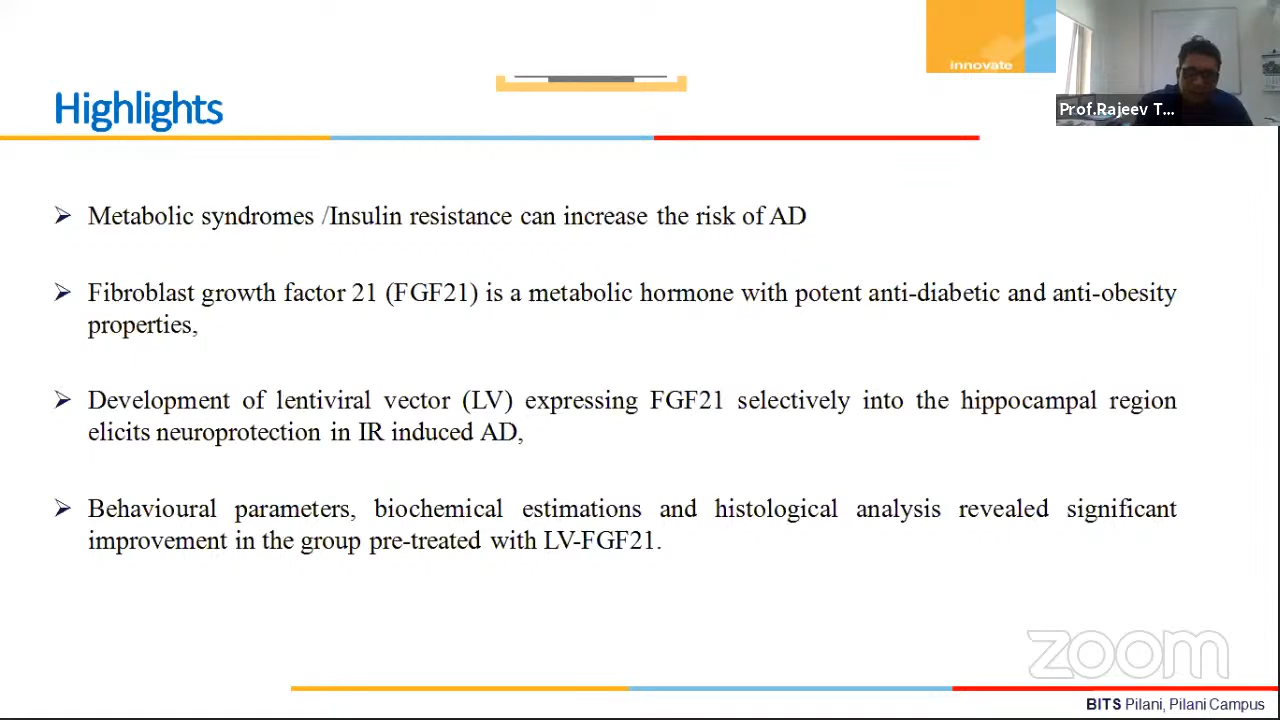 innovate
Prof.Rajeev T...
Highlights
➢ Metabolic syndromes /Insulin resistance can increase the risk of AD
➢ Fibroblast growth factor 21 (FGF21) is a metabolic hormone with potent anti-diabetic and anti-obesity
properties,
➢ Development of lentiviral vector (LV) expressing FGF21 selectively into the hippocampal region
elicits neuroprotection in IR induced AD,
➢ Behavioural parameters, biochemical estimations and histological analysis revealed significant
improvement in the group pre-treated with LV-FGF21.
zoom
BITS Pilani, Pilani Campus